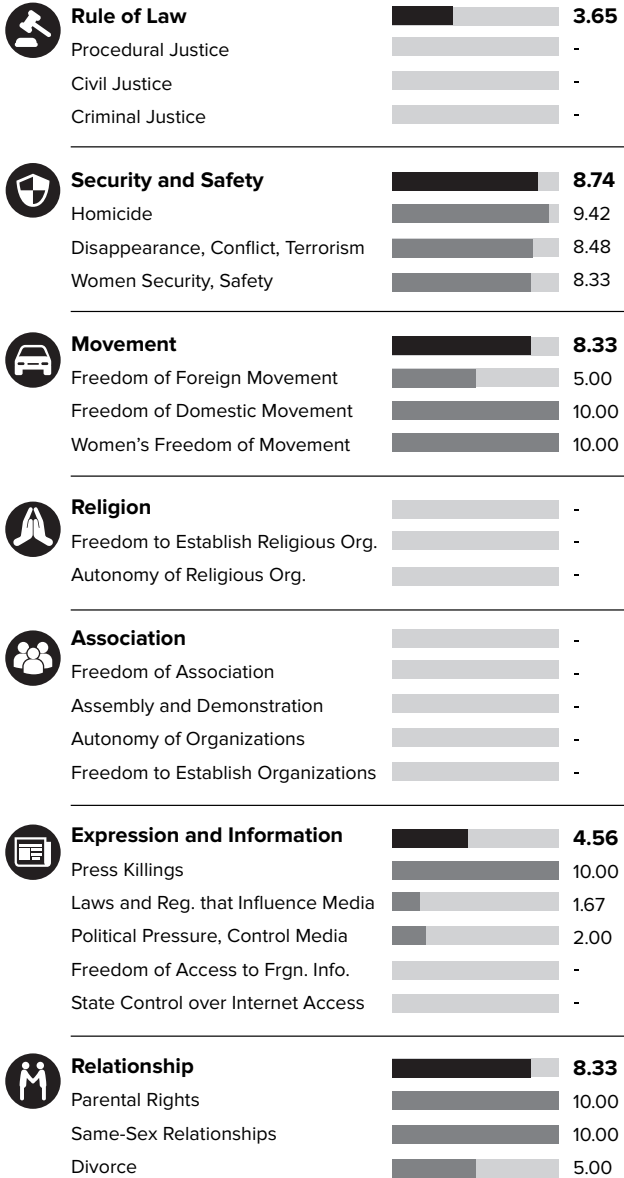 Rule of Law 3.65
Procedural Justice -
Civil Justice -
Criminal Justice -
Security and Safety 8.74
Homicide 9.42
Disappearance, Conflict, Terrorism 8.48
Women Security, Safety 8.33
Movement 8.33
Freedom of Foreign Movement 5.00
Freedom of Domestic Movement 10.00
Women's Freedom of Movement 10.00
Religion -
Freedom to Establish Religious Org. -
Autonomy of Religious Org. -
Association -
Freedom of Association -
Assembly and Demonstration -
Autonomy of Organizations -
Freedom to Establish Organizations -
Expression and Information 4.56
Press Killings 10.00
Laws and Reg. that Influence Media 1.67
Political Pressure, Control Media 2.00
Freedom of Access to Frgn. Info. -
State Control over Internet Access -
Relationship 8.33
Parental Rights 10.00
Same-Sex Relationships 10.00
Divorce 5.00